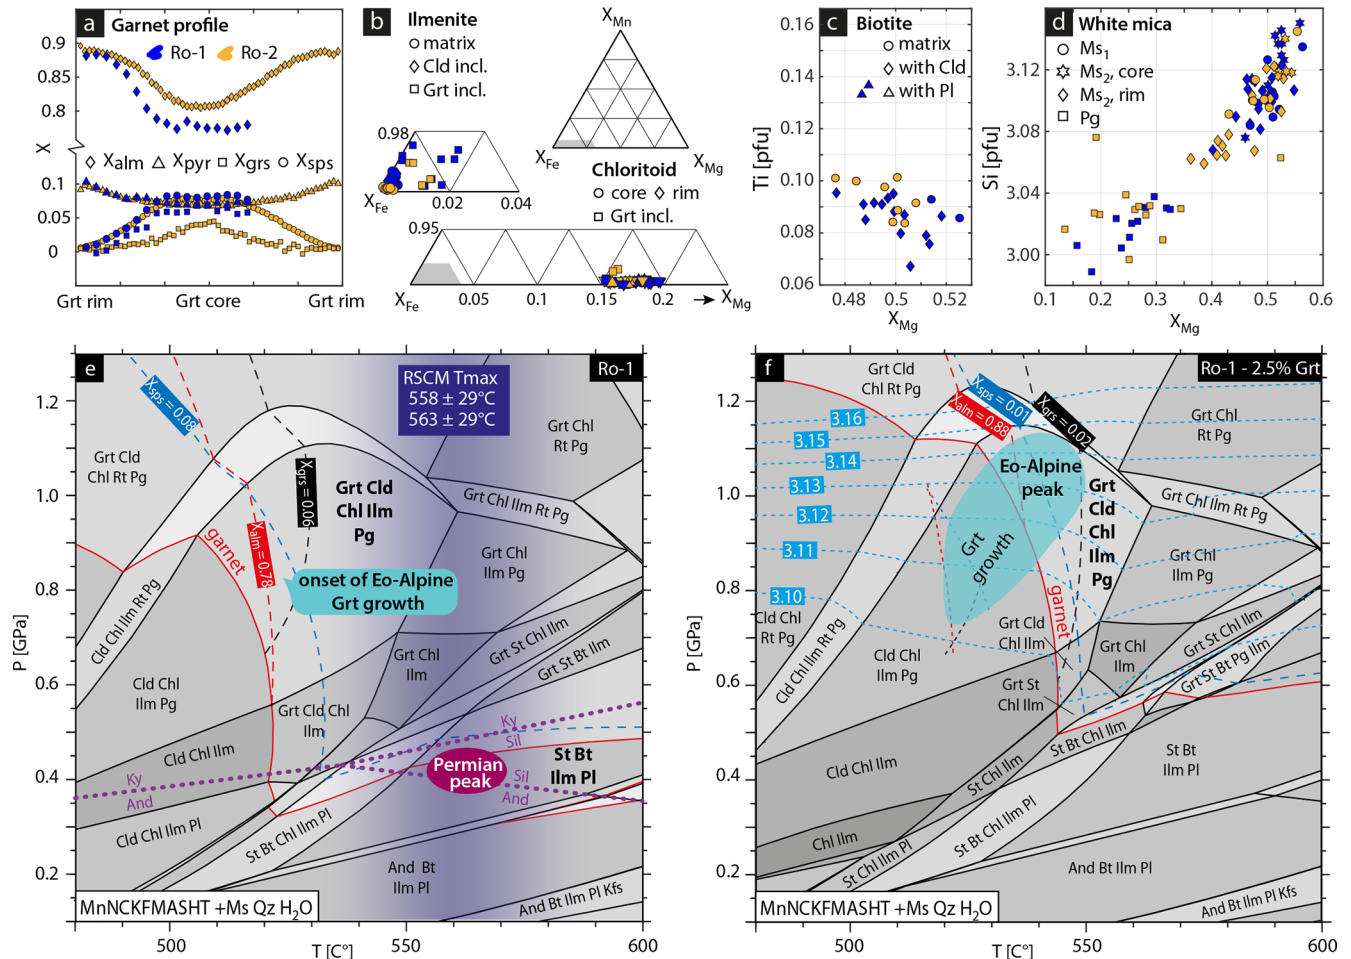 a
Garnet profile
Ro-1
Ro-2
0.9
0.85
0.8
X
Xalm
Xpyr
Xgrs
Xsps
0.1
0.05
0
Grt rim
Grt core
Grt rim
b
Ilmenite
matrix
Cld incl.
Grt incl.
XMn
XFe
XMg
0.98
XFe
0.02
0.04
Chloritoid
core
rim
Grt incl.
0.95
XFe
0.05
0.1
0.15
0.2
XMg
c
Biotite
matrix
with Cld
with Pl
Ti [pfu]
0.16
0.14
0.12
0.10
0.08
0.06
0.48
0.5
0.52
XMg
d
White mica
Ms1
Ms2, core
Ms2, rim
Pg
Si [pfu]
3.12
3.08
3.04
3.00
0.1
0.2
0.3
0.4
0.5
0.6
XMg
e
Ro-1
RSCM Tmax
558 ± 29°C
563 ± 29°C
Xsps = 0.08
Xgrs = 0.06
Xalm = 0.78
garnet
Grt Cld
Chl Rt Pg
Grt Cld
Chl Ilm
Pg
Grt Chl
Rt Pg
Grt Chl Ilm Rt Pg
Grt Chl
Ilm Pg
onset of Eo-Alpine
Grt growth
Cld Chl Ilm Rt Pg
Cld Chl
Ilm Pg
Grt Chl
Ilm
Grt St Chl Ilm
Grt St Bt Ilm
Grt Cld Chl
Ilm
Cld Chl Ilm
Ky
Sil
Ky
And
Sil
And
Permian
peak
St Bt
Ilm Pl
Cld Chl Ilm Pl
St Bt Chl Ilm Pl
And Bt
Ilm Pl
And Bt Ilm Pl Kfs
MnNCKFMASHT +Ms Qz H2O
P [GPa]
1.2
1.0
0.8
0.6
0.4
0.2
500
550
600
T [C°]
f
Ro-1 - 2.5% Grt
Grt Cld
Chl Rt Pg
Xsps = 0.01
Xalm = 0.88
Xgrs = 0.02
3.16
3.15
3.14
3.13
3.12
3.11
3.10
Eo-Alpine
peak
Grt
growth
Grt
Cld
Chl
Ilm
Pg
Grt Chl
Rt Pg
Grt Chl Ilm Rt Pg
Grt Chl
Ilm Pg
garnet
Cld Chl
Rt Pg
Cld Chl Ilm Rt Pg
Cld Chl
Ilm Pg
Grt Cld
Chl Ilm
Grt Chl
Ilm
Grt St Chl Ilm
Grt St Bt Pg Ilm
Grt St
Chl Ilm
St Bt Chl Ilm
St Bt
Ilm Pl
Cld Chl Ilm
St Chl Ilm
Chl Ilm
St Chl Ilm Pl
St Bt Chl Ilm Pl
And Bt Ilm Pl
And Bt Ilm Pl Kfs
MnNCKFMASHT +Ms Qz H2O
P [GPa]
1.2
1.0
0.8
0.6
0.4
0.2
500
550
600
T [C°]